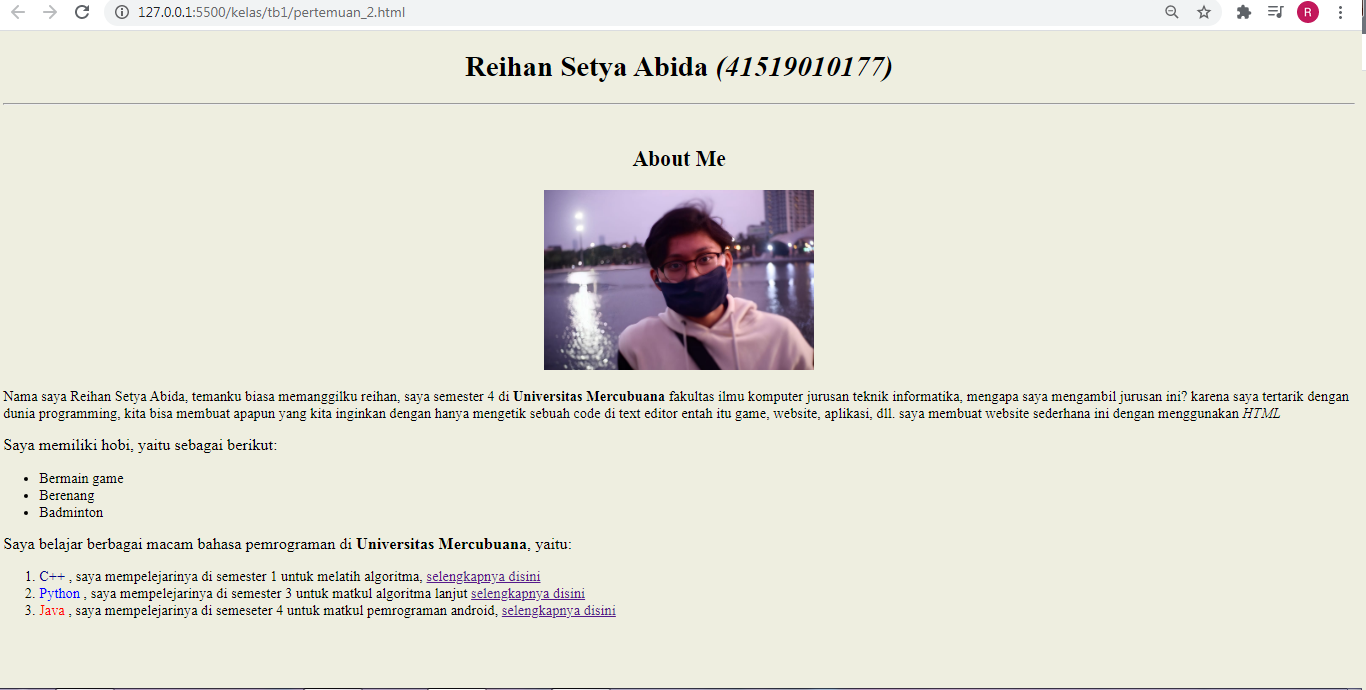 127.0.0.1:5500/kelas/tb1/pertemuan_2.html
R
Reihan Setya Abida (41519010177)
About Me
Nama saya Reihan Setya Abida, temanku biasa memanggilku reihan, saya semester 4 di Universitas Mercubuana fakultas ilmu komputer jurusan teknik informatika, mengapa saya mengambil jurusan ini? karena saya tertarik dengan
dunia programming, kita bisa membuat apapun yang kita inginkan dengan hanya mengetik sebuah code di text editor entah itu game, website, aplikasi, dll. saya membuat website sederhana ini dengan menggunakan HTML
Saya memiliki hobi, yaitu sebagai berikut:
• Bermain game
• Berenang
• Badminton
Saya belajar berbagai macam bahasa pemrograman di Universitas Mercubuana, yaitu:
1. C++ , saya mempelejarinya di semester 1 untuk melatih algoritma, selengkapnya disini
2. Python , saya mempelejarinya di semester 3 untuk matkul algoritma lanjut selengkapnya disini
3. Java , saya mempelejarinya di semeseter 4 untuk matkul pemrograman android, selengkapnya disini